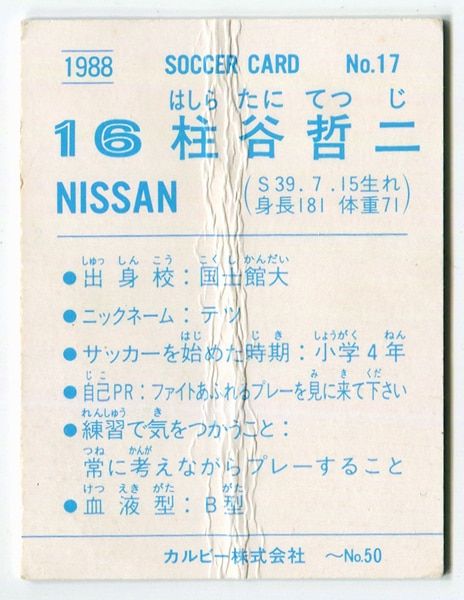 1988 SOCCER CARD No.17
はしら たに てつ じ
16 柱谷哲二
NISSAN (S39.7.15生れ
身長181 体重71)
しゅっ しん こう こく し かんだい
●出身校:国士館大
●ニックネーム:テツ
はじ じ き しょうがく ねん
●サッカーを始めた時期:小学4年
じ こ み き くだ
●自己PR:ファイトあふれるプレーを見に来て下さい
れんしゅう き
●練習で気をつかうこと:
つね かんが
常に考えながらプレーすること
けつ えき がた がた
●血液型:B型
カルビー株式会社 〜No.50